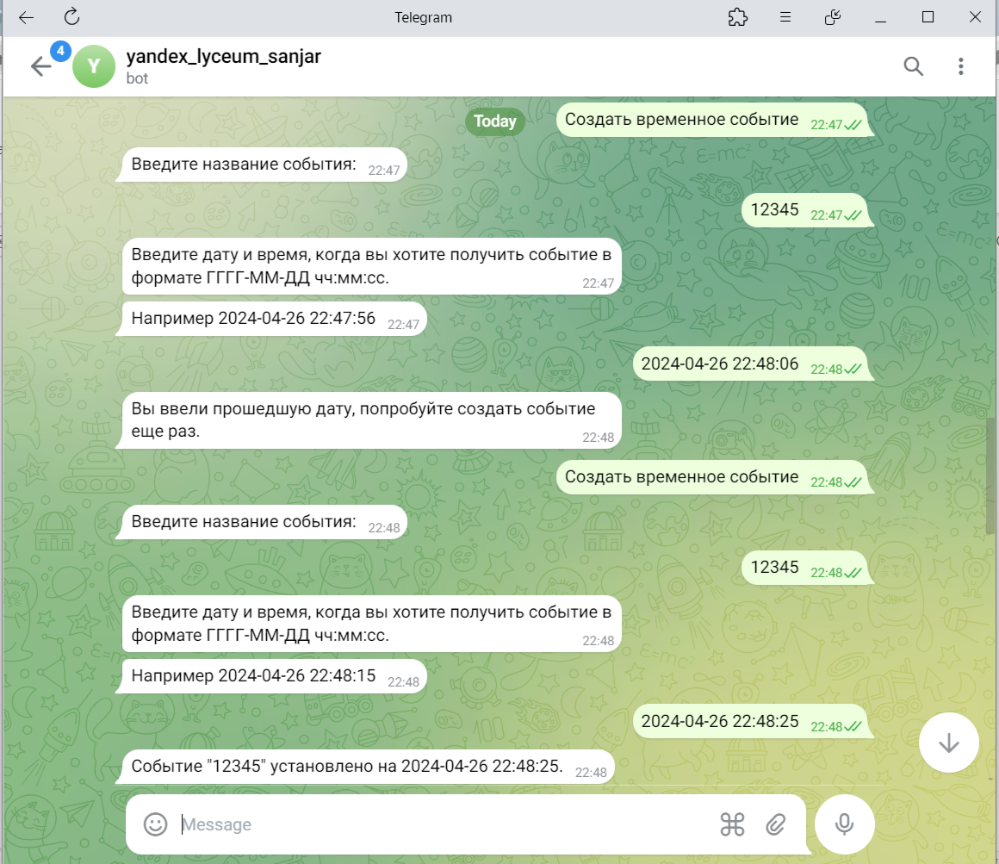 Telegram
4
Y
yandex_lyceum_sanjar
bot
Today
Создать временное событие 22:47
Введите название события: 22:47
12345 22:47
Введите дату и время, когда вы хотите получить событие в
формате ГГГГ-ММ-ДД чч:мм:сс. 22:47
Например 2024-04-26 22:47:56 22:47
2024-04-26 22:48:06 22:48
Вы ввели прошедшую дату, попробуйте создать событие
еще раз. 22:48
Создать временное событие 22:48
Введите название события: 22:48
12345 22:48
Введите дату и время, когда вы хотите получить событие в
формате ГГГГ-ММ-ДД чч:мм:сс. 22:48
Например 2024-04-26 22:48:15 22:48
2024-04-26 22:48:25 22:48
Событие "12345" установлено на 2024-04-26 22:48:25. 22:48
Message